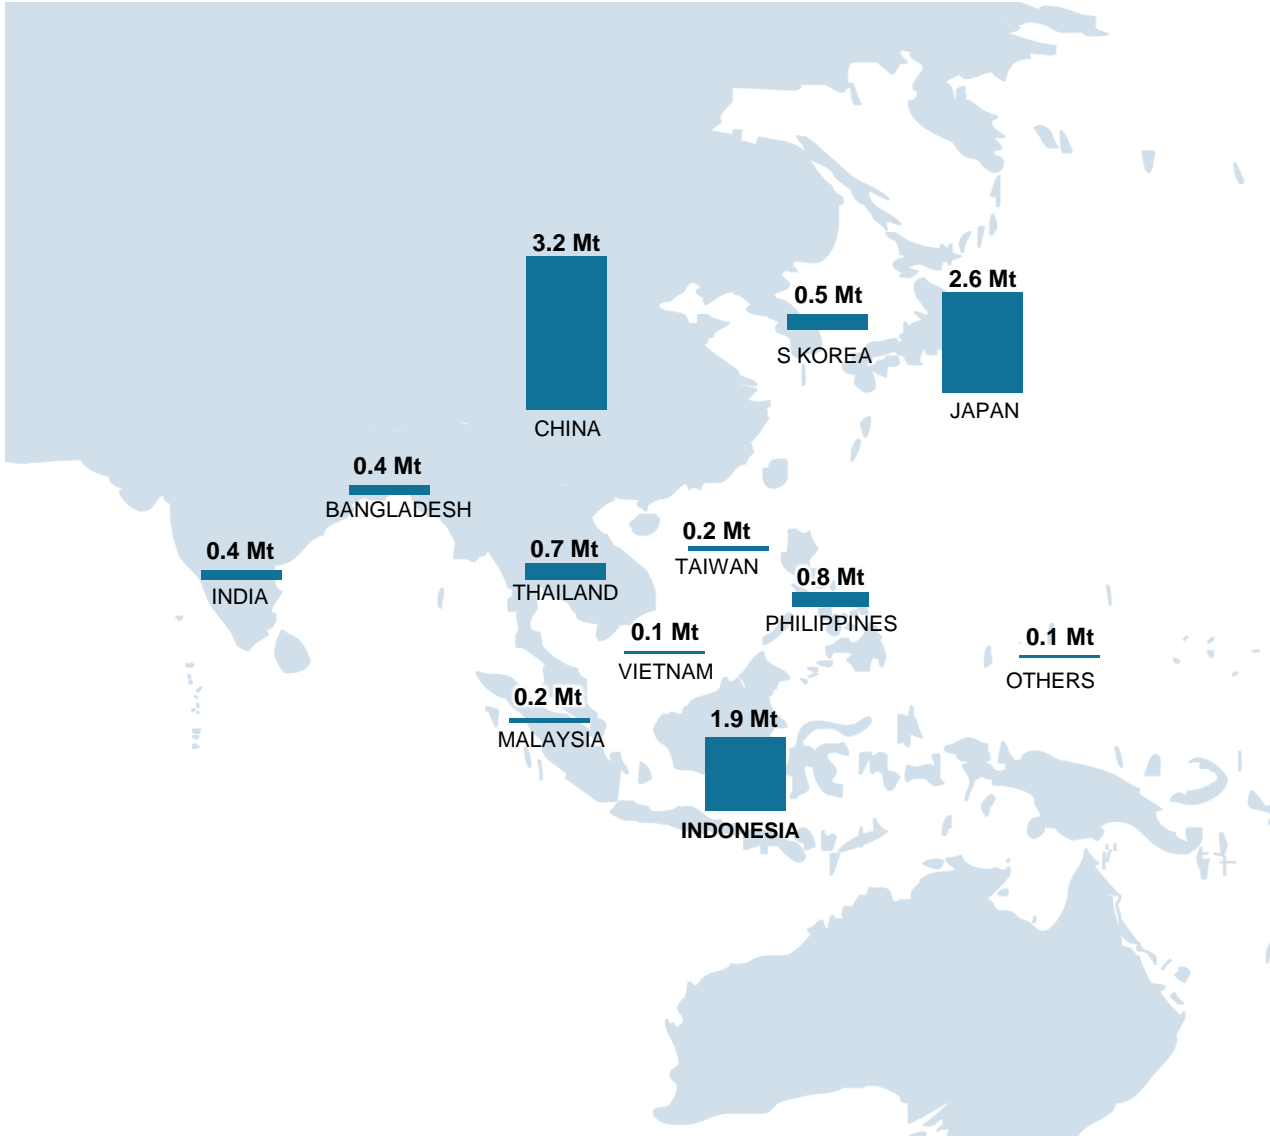 3.2 Mt
CHINA
0.5 Mt
S KOREA
2.6 Mt
JAPAN
0.4 Mt
BANGLADESH
0.4 Mt
INDIA
0.7 Mt
THAILAND
0.2 Mt
TAIWAN
0.8 Mt
PHILIPPINES
0.1 Mt
VIETNAM
0.1 Mt
OTHERS
0.2 Mt
MALAYSIA
1.9 Mt
INDONESIA